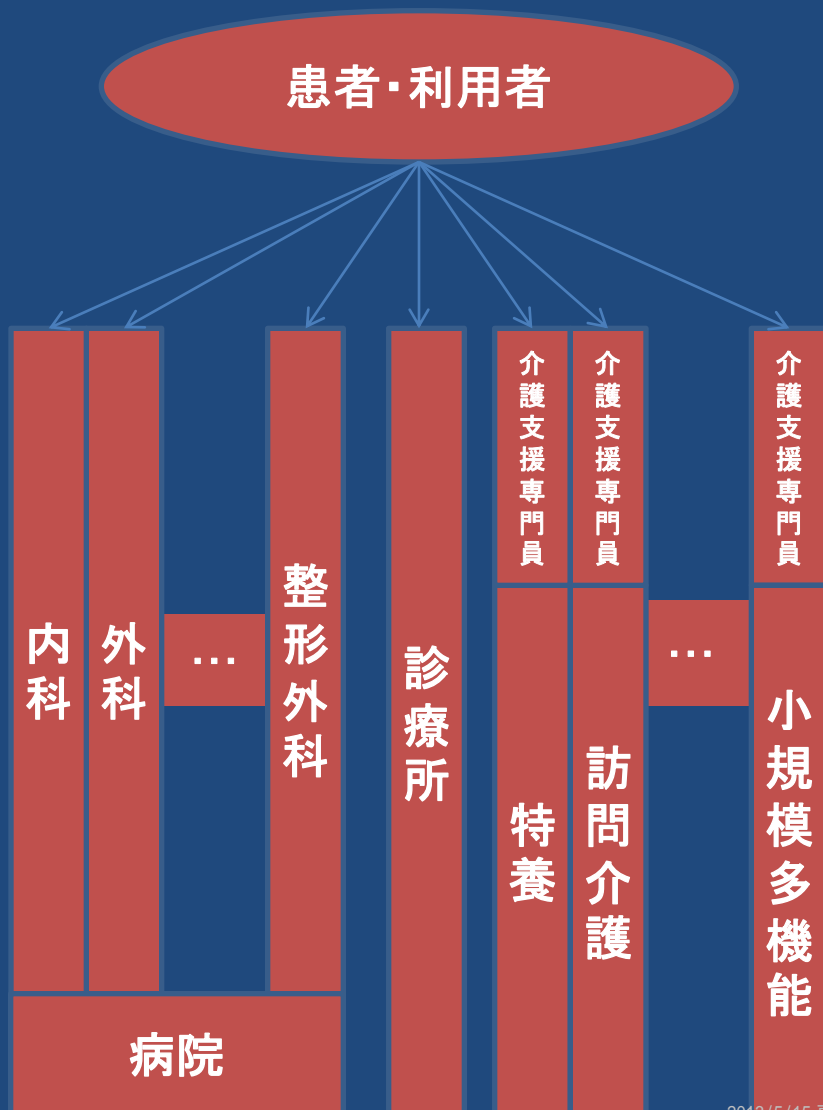 患者・利用者
内科
外科
…
整形外科
診療所
介護支援専門員
介護支援専門員
介護支援専門員
特養
訪問介護
…
小規模多機能
病院